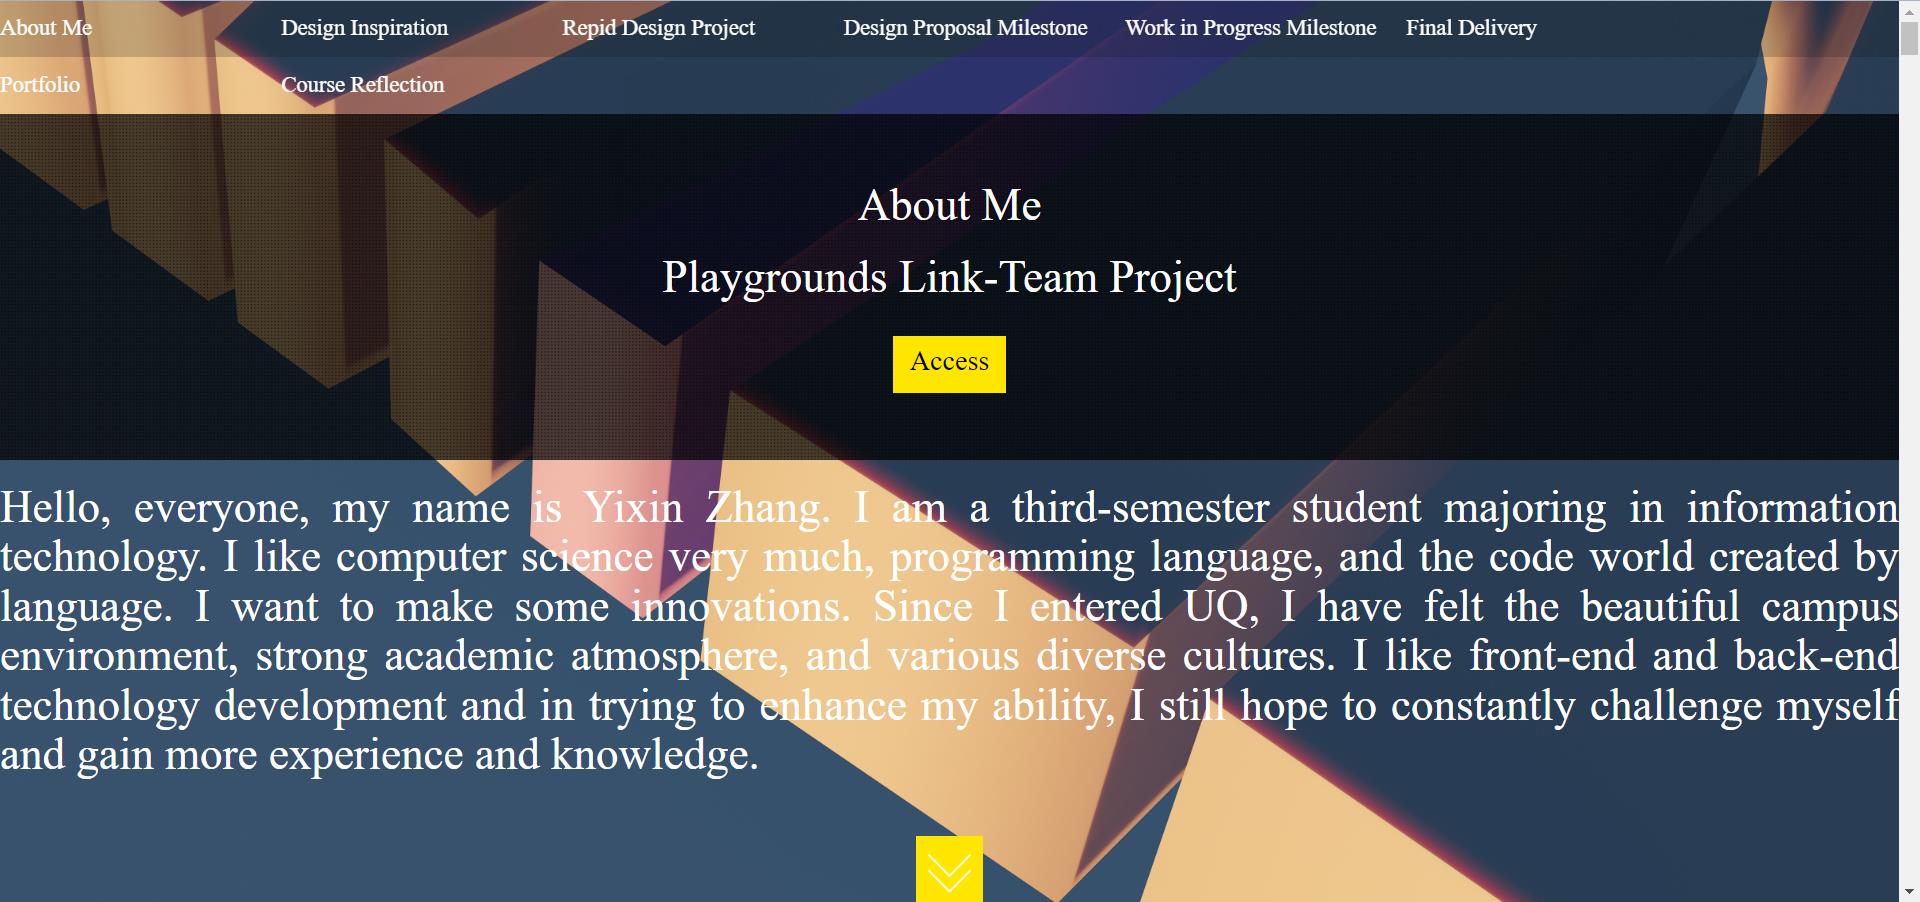 About Me Design Inspiration Repid Design Project Design Proposal Milestone Work in Progress Milestone Final Delivery
Portfolio Course Reflection
About Me
Playgrounds Link-Team Project
Access
Hello, everyone, my name is Yixin Zhang. I am a third-semester student majoring in information
technology. I like computer science very much, programming language, and the code world created by
language. I want to make some innovations. Since I entered UQ, I have felt the beautiful campus
environment, strong academic atmosphere, and various diverse cultures. I like front-end and back-end
technology development and in trying to enhance my ability, I still hope to constantly challenge myself
and gain more experience and knowledge.